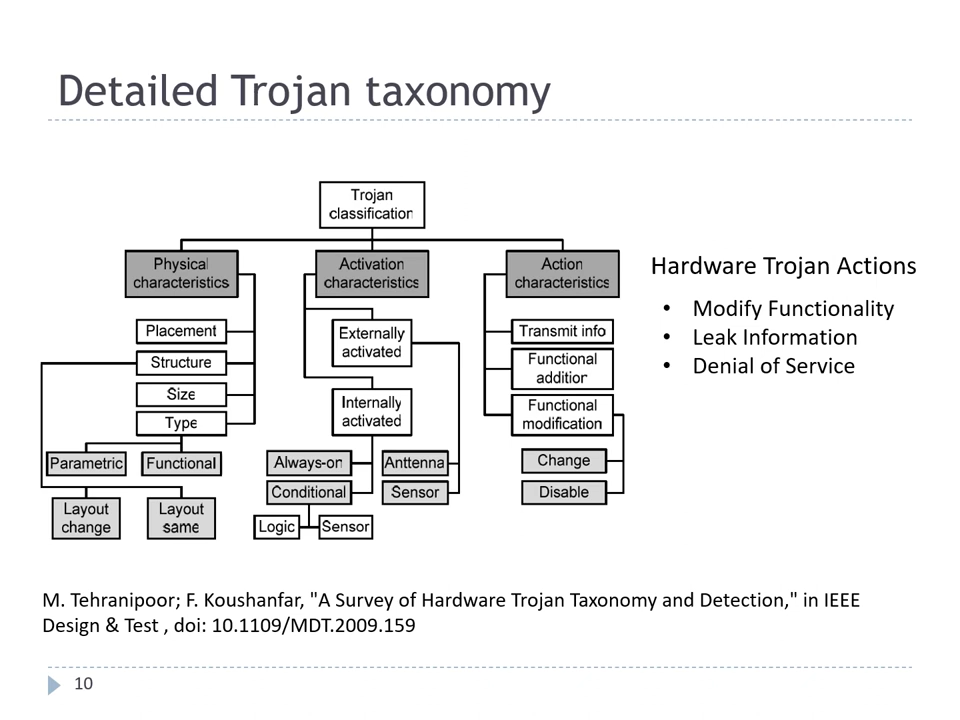 Detailed Trojan taxonomy
Trojan
classification
Physical
characteristics
Activation
characteristics
Action
characteristics
Hardware Trojan Actions
• Modify Functionality
• Leak Information
• Denial of Service
Placement
Structure
Size
Type
Parametric
Functional
Layout
change
Layout
same
Externally
activated
Internally
activated
Always-on
Conditional
Logic
Sensor
Anttenna
Sensor
Transmit info
Functional
addition
Functional
modification
Change
Disable
M. Tehranipoor; F. Koushanfar, "A Survey of Hardware Trojan Taxonomy and Detection," in IEEE
Design & Test , doi: 10.1109/MDT.2009.159
10